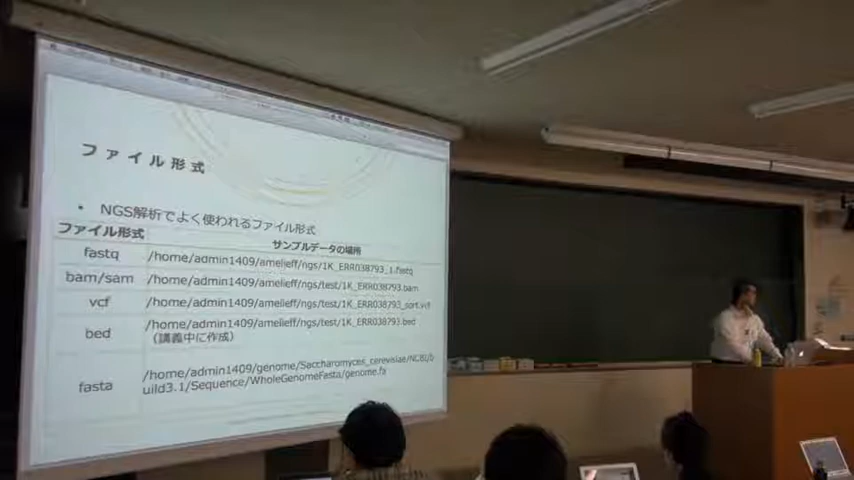 ファイル形式
• NGS解析でよく使われるファイル形式
ファイル形式 サンプルデータの場所
fastq /home/admin1409/amelieff/ngs/1K_ERR038793_1.fastq
bam/sam /home/admin1409/amelieff/ngs/test/1K_ERR038793.bam
vcf /home/admin1409/amelieff/ngs/test/1K_ERR038793_sort.vcf
bed /home/admin1409/amelieff/ngs/test/1K_ERR038793.bed
（講義中に作成）
fasta /home/admin1409/genome/Saccharomyces_cerevisiae/NCBI/b
uild3.1/Sequence/WholeGenomeFasta/genome.fa